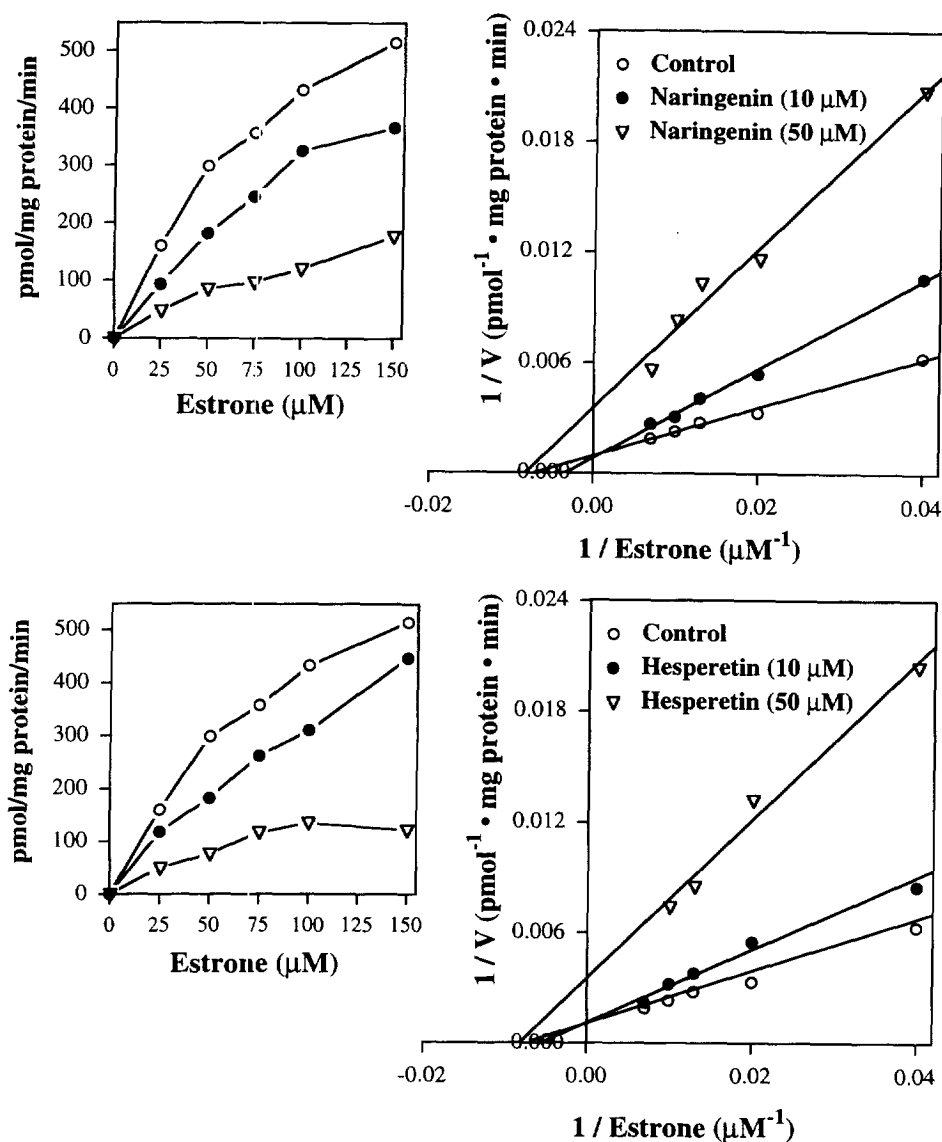 pmol/mg protein/min
500
400
300
200
100
0
0 25 50 75 100 125 150
Estrone (μM)
1 / V (pmol⁻¹ • mg protein • min)
0.024
0.018
0.012
0.006
0.000
Control
Naringenin (10 μM)
Naringenin (50 μM)
-0.02 0.00 0.02 0.04
1 / Estrone (μM⁻¹)
pmol/mg protein/min
500
400
300
200
100
0
0 25 50 75 100 125 150
Estrone (μM)
1 / V (pmol⁻¹ • mg protein • min)
0.024
0.018
0.012
0.006
0.000
Control
Hesperetin (10 μM)
Hesperetin (50 μM)
-0.02 0.00 0.02 0.04
1 / Estrone (μM⁻¹)